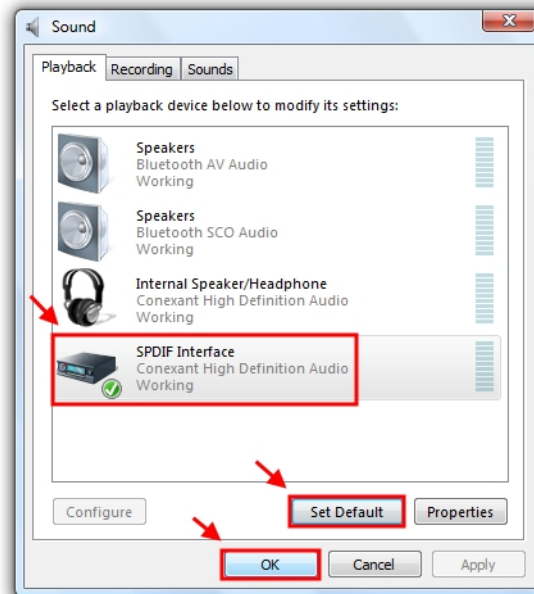 Sound
Playback Recording Sounds
Select a playback device below to modify its settings:
Speakers
Bluetooth AV Audio
Working
Speakers
Bluetooth SCO Audio
Working
Internal Speaker/Headphone
Conexant High Definition Audio
Working
SPDIF Interface
Conexant High Definition Audio
Working
Configure Set Default Properties
OK Cancel Apply